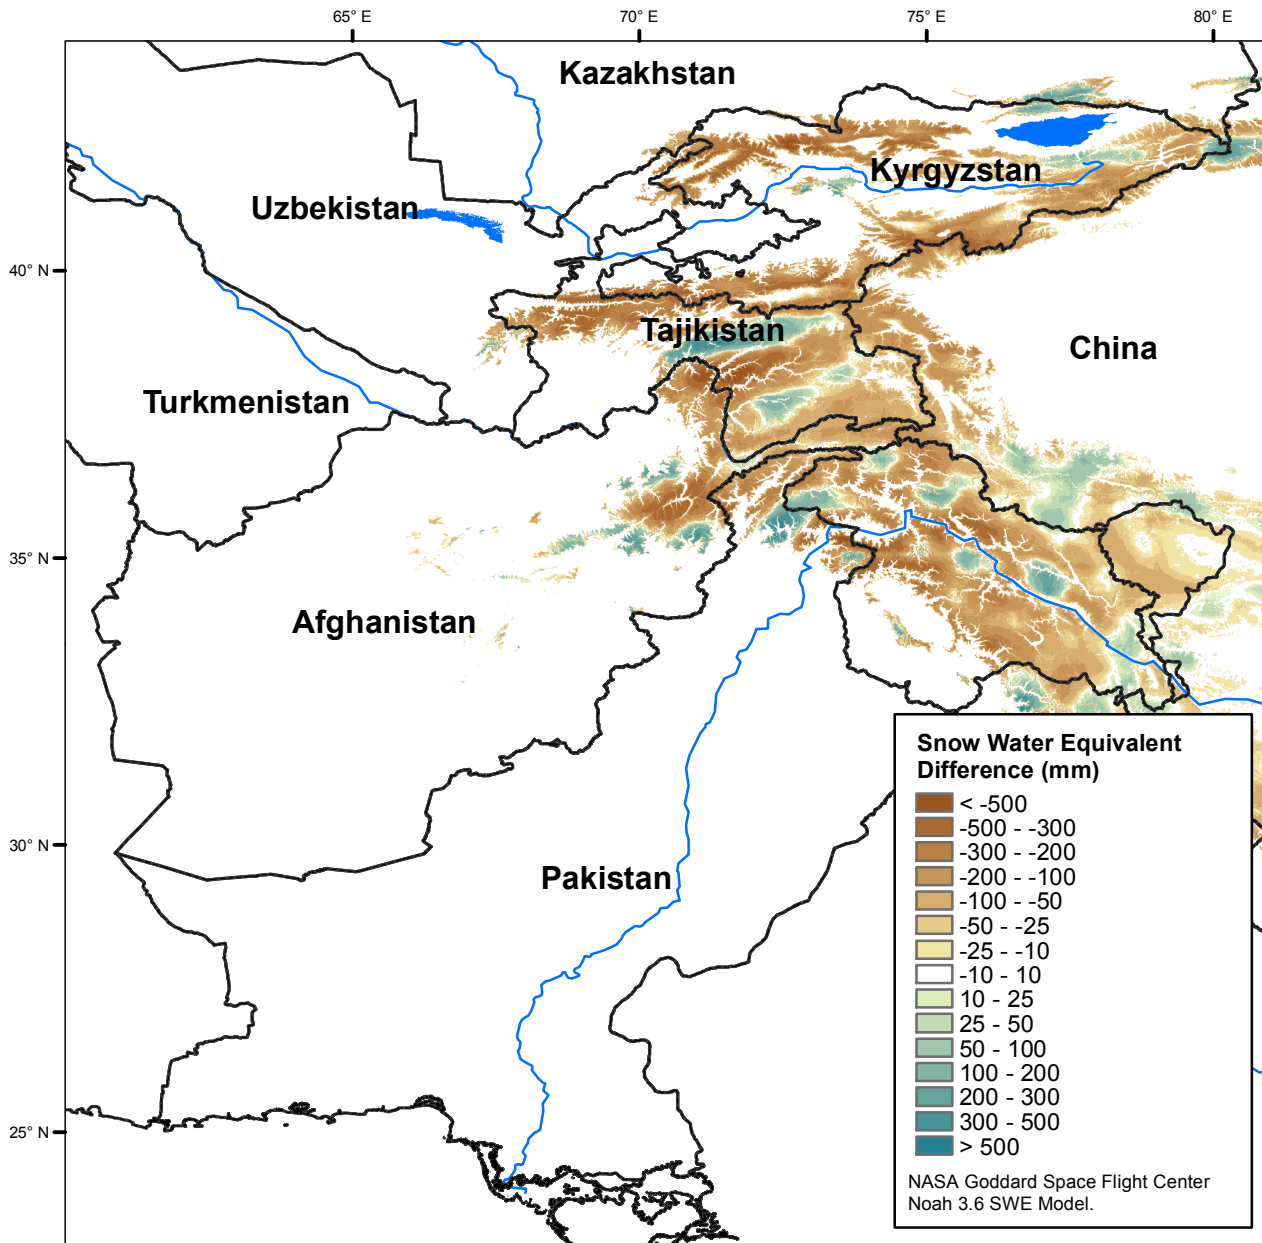 65° E
70° E
75° E
80° E
Kazakhstan
Kyrgyzstan
Uzbekistan
40° N
Tajikistan
China
Turkmenistan
35° N
Afghanistan
Snow Water Equivalent
Difference (mm)
< -500
-500 - -300
-300 - -200
-200 - -100
-100 - -50
-50 - -25
-25 - -10
-10 - 10
10 - 25
25 - 50
50 - 100
100 - 200
200 - 300
300 - 500
> 500
30° N
Pakistan
25° N
NASA Goddard Space Flight Center
Noah 3.6 SWE Model.